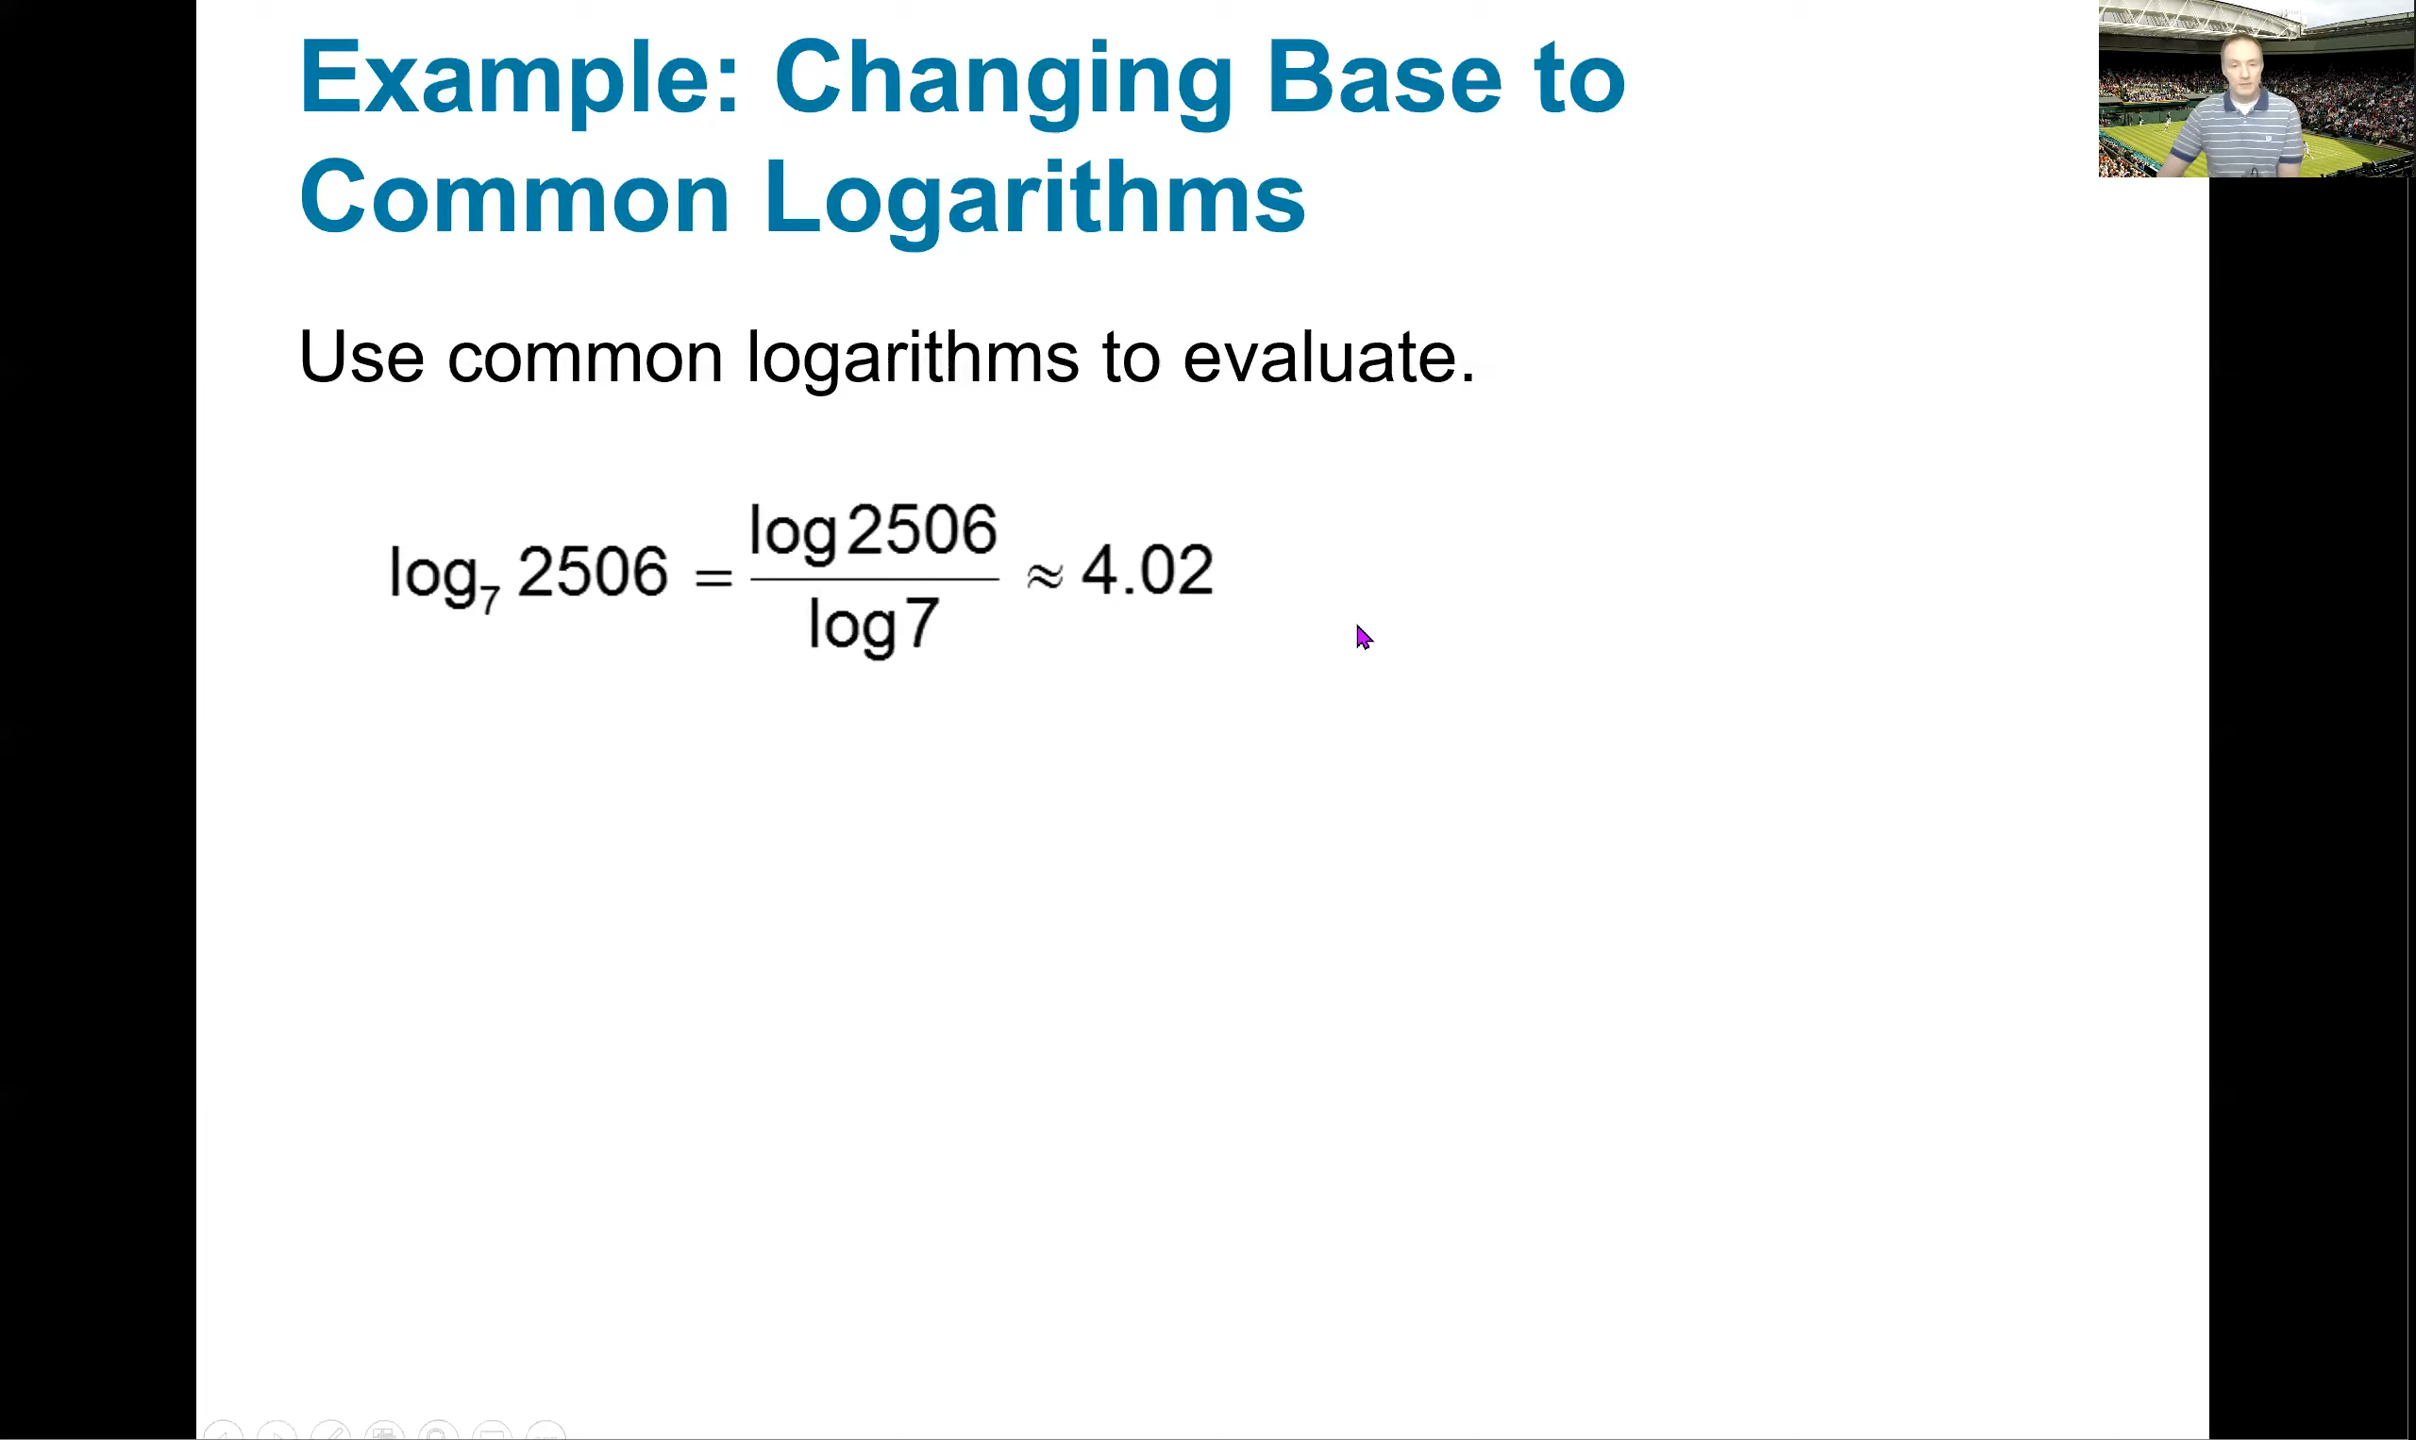 Example: Changing Base to
Common Logarithms
Use common logarithms to evaluate.
log₇ 2506 = log 2506 / log 7 ≈ 4.02